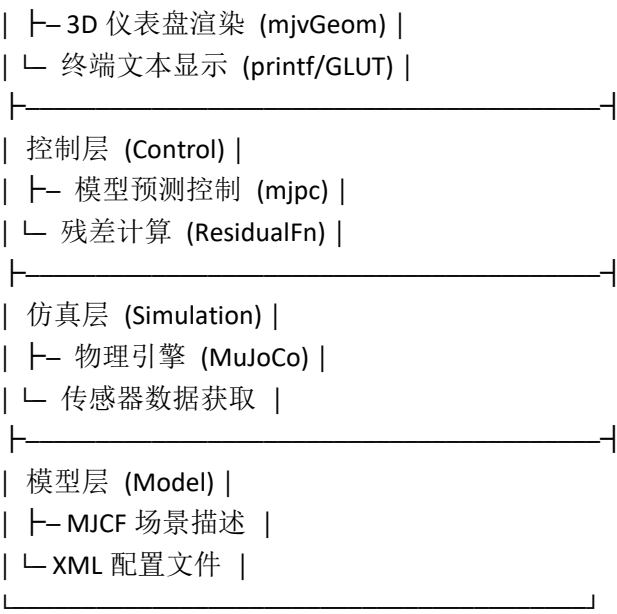 │ ├─ 3D 仪表盘渲染 (mjvGeom) │
│ └─ 终端文本显示 (printf/GLUT) │
├─────────────────────────────────────────┤
│ 控制层 (Control) │
│ ├─ 模型预测控制 (mjpc) │
│ └─ 残差计算 (ResidualFn) │
├─────────────────────────────────────────┤
│ 仿真层 (Simulation) │
│ ├─ 物理引擎 (MuJoCo) │
│ └─ 传感器数据获取 │
├─────────────────────────────────────────┤
│ 模型层 (Model) │
│ ├─ MJCF 场景描述 │
│ └─ XML 配置文件 │
└─────────────────────────────────────────┘